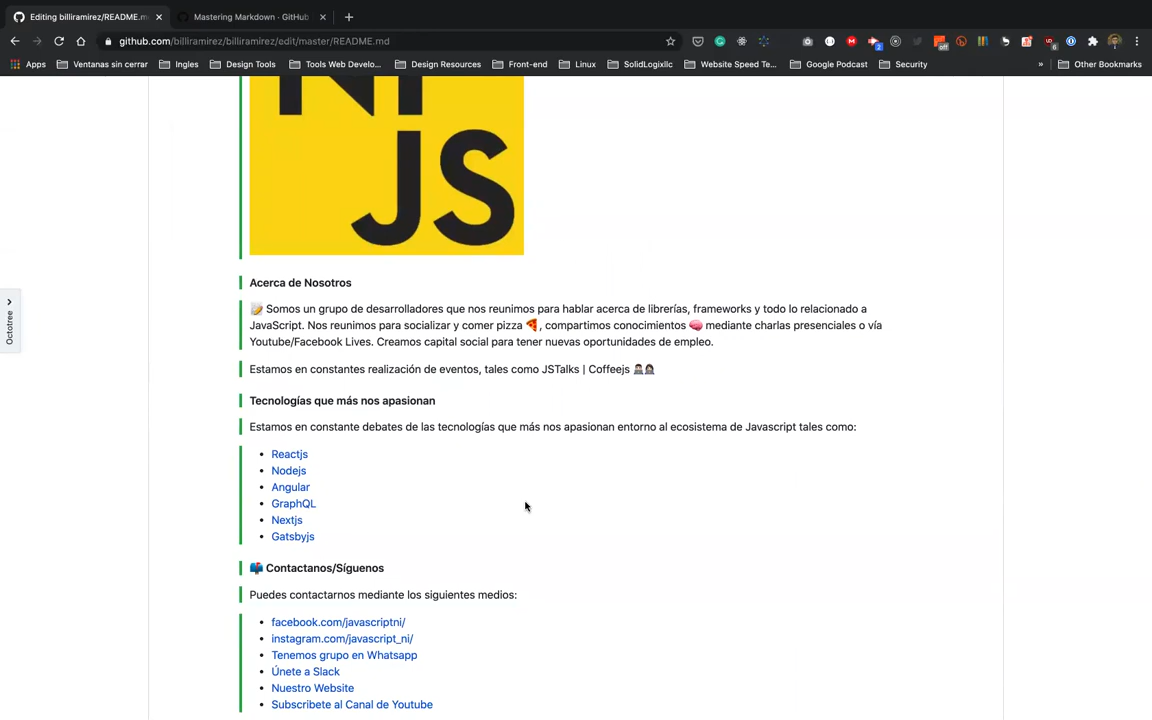 Editing billiramirez/README.m
Mastering Markdown · GitHub
github.com/billiramirez/billiramirez/edit/master/README.md
off
2
6
Apps
Ventanas sin cerrar
Ingles
Design Tools
Tools Web Develo...
Design Resources
Front-end
Linux
SolidLogixllc
Website Speed Te...
Google Podcast
Security
»
Other Bookmarks
Octotree
NI
JS
Acerca de Nosotros
📝 Somos un grupo de desarrolladores que nos reunimos para hablar acerca de librerías, frameworks y todo lo relacionado a
JavaScript. Nos reunimos para socializar y comer pizza 🍕, compartimos conocimientos 🧠 mediante charlas presenciales o vía
Youtube/Facebook Lives. Creamos capital social para tener nuevas oportunidades de empleo.
Estamos en constantes realización de eventos, tales como JSTalks | Coffeejs 👨🏻‍💻👩🏻‍💻
Tecnologías que más nos apasionan
Estamos en constante debates de las tecnologías que más nos apasionan entorno al ecosistema de Javascript tales como:
• Reactjs
• Nodejs
• Angular
• GraphQL
• Nextjs
• Gatsbyjs
📫 Contactanos/Síguenos
Puedes contactarnos mediante los siguientes medios:
• facebook.com/javascriptni/
• instagram.com/javascript_ni/
• Tenemos grupo en Whatsapp
• Únete a Slack
• Nuestro Website
• Subscribete al Canal de Youtube